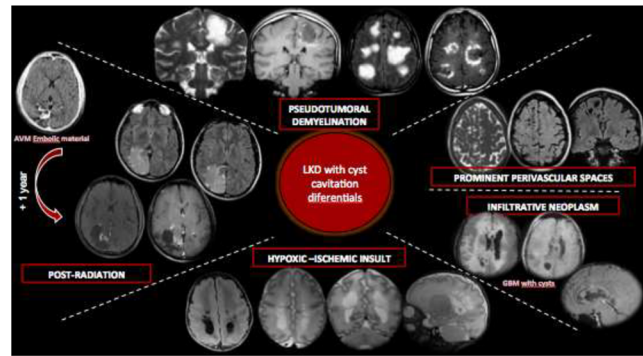 AVM Embolic material
+ 1 year
POST-RADIATION
PSEUDOTUMORAL
DEMYELINATION
LKD with cyst
cavitation
diferentials
PROMINENT PERIVASCULAR SPACES
INFILTRATIVE NEOPLASM
GBM with cysts
HYPOXIC –ISCHEMIC INSULT